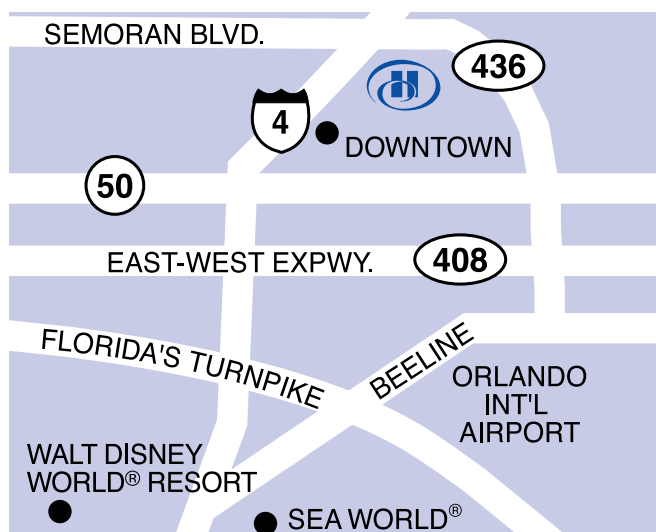 SEMORAN BLVD.
436
4
DOWNTOWN
50
EAST-WEST EXPWY.
408
FLORIDA'S TURNPIKE
BEELINE
ORLANDO
INT'L
AIRPORT
WALT DISNEY
WORLD® RESORT
SEA WORLD®